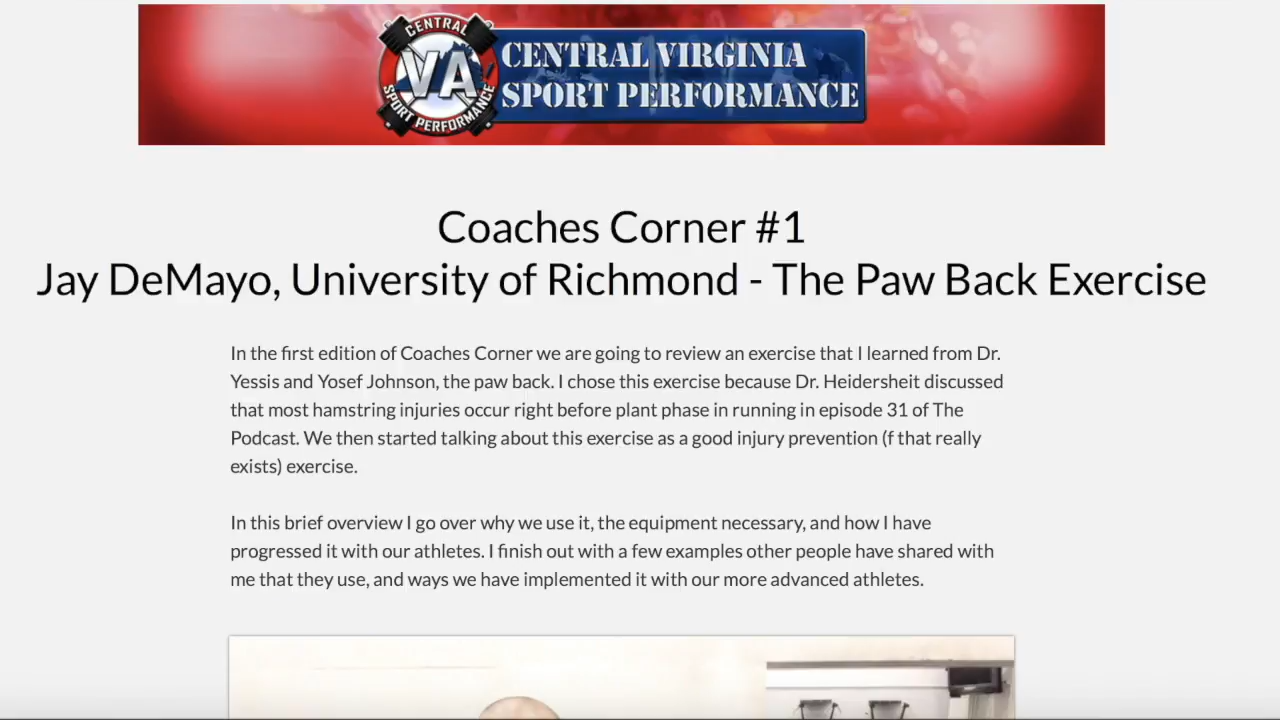 CENTRAL
VA
SPORT PERFORMANCE
CENTRAL VIRGINIA
SPORT PERFORMANCE
Coaches Corner #1
Jay DeMayo, University of Richmond - The Paw Back Exercise
In the first edition of Coaches Corner we are going to review an exercise that I learned from Dr.
Yessis and Yosef Johnson, the paw back. I chose this exercise because Dr. Heidersheit discussed
that most hamstring injuries occur right before plant phase in running in episode 31 of The
Podcast. We then started talking about this exercise as a good injury prevention (f that really
exists) exercise.
In this brief overview I go over why we use it, the equipment necessary, and how I have
progressed it with our athletes. I finish out with a few examples other people have shared with
me that they use, and ways we have implemented it with our more advanced athletes.